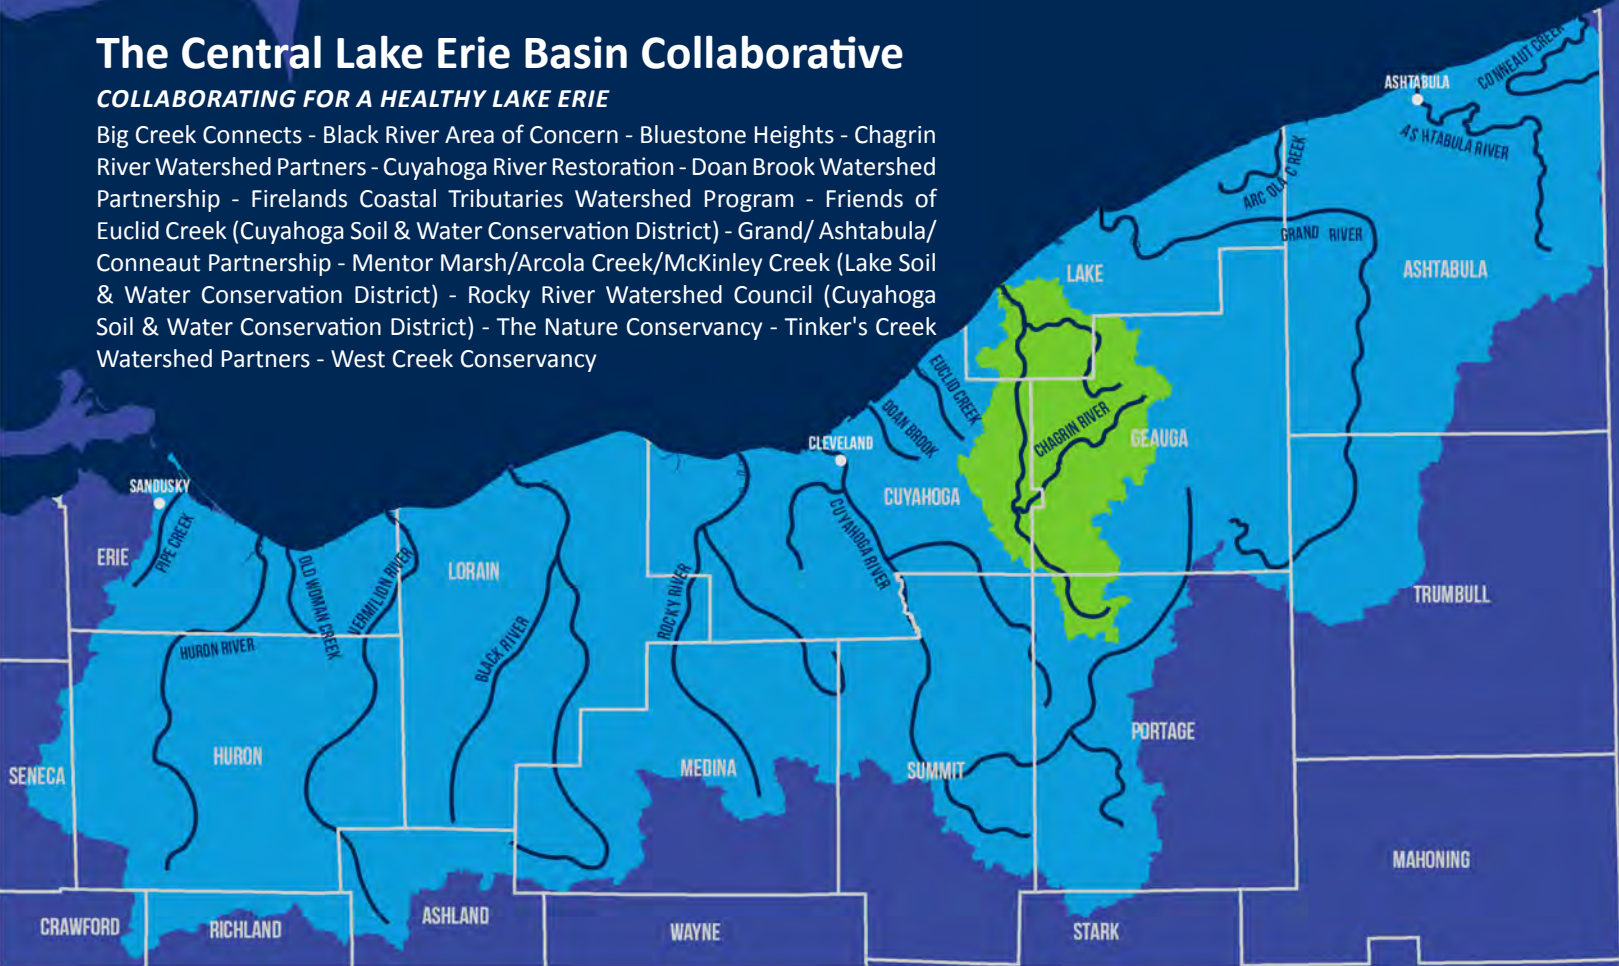 The Central Lake Erie Basin Collaborative
COLLABORATING FOR A HEALTHY LAKE ERIE
Big Creek Connects - Black River Area of Concern - Bluestone Heights - Chagrin
River Watershed Partners - Cuyahoga River Restoration - Doan Brook Watershed
Partnership - Firelands Coastal Tributaries Watershed Program - Friends of
Euclid Creek (Cuyahoga Soil & Water Conservation District) - Grand/ Ashtabula/
Conneaut Partnership - Mentor Marsh/Arcola Creek/McKinley Creek (Lake Soil
& Water Conservation District) - Rocky River Watershed Council (Cuyahoga
Soil & Water Conservation District) - The Nature Conservancy - Tinker's Creek
Watershed Partners - West Creek Conservancy
CONNEAUT CREEK
ASHTABULA
ASHTABULA RIVER
ARCOLA CREEK
GRAND RIVER
ASHTABULA
LAKE
EUCLID CREEK
DOAN BROOK
CHAGRIN RIVER
GEAUGA
CLEVELAND
CUYAHOGA
CUYAHOGA RIVER
SANDUSKY
PIPE CREEK
ERIE
OLD WOMAN CREEK
VERMILION RIVER
LORAIN
ROCKY RIVER
TRUMBULL
HURON RIVER
BLACK RIVER
PORTAGE
HURON
SENECA
MEDINA
SUMMIT
MAHONING
CRAWFORD
RICHLAND
ASHLAND
WAYNE
STARK